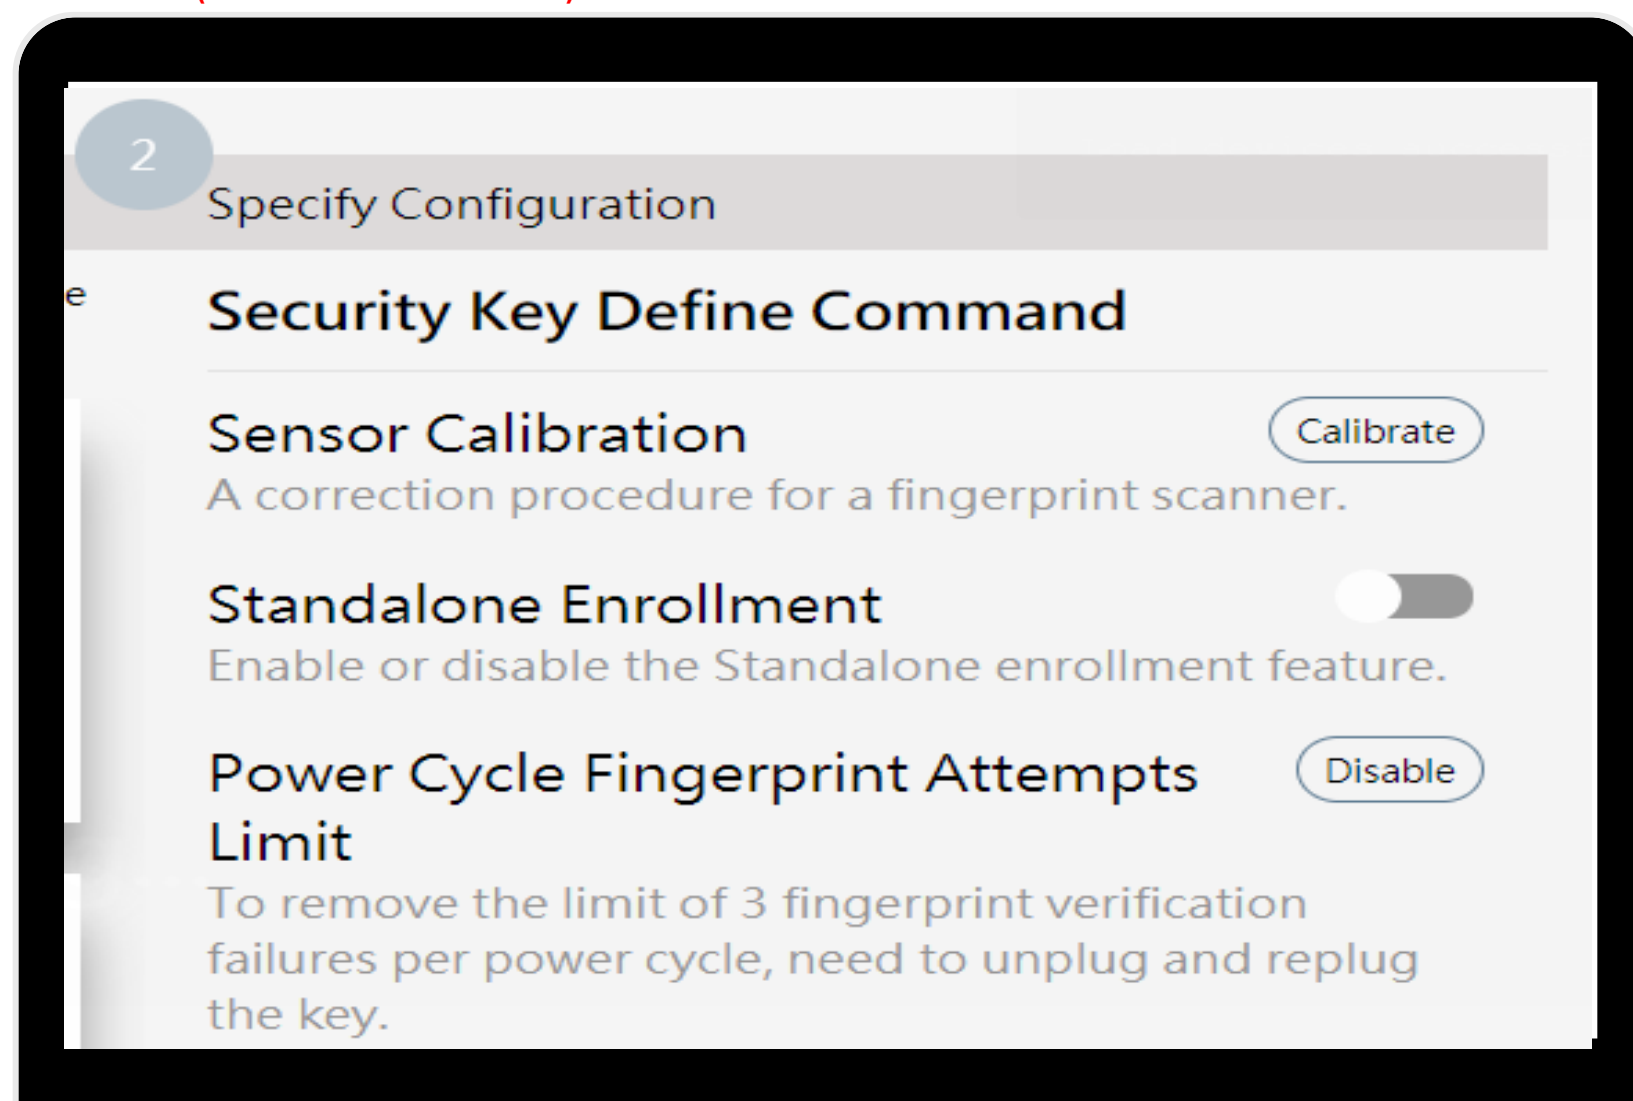 2
Specify Configuration
e
Security Key Define Command
Sensor Calibration
Calibrate
A correction procedure for a fingerprint scanner.
Standalone Enrollment
Enable or disable the Standalone enrollment feature.
Power Cycle Fingerprint Attempts
Disable
Limit
To remove the limit of 3 fingerprint verification
failures per power cycle, need to unplug and replug
the key.